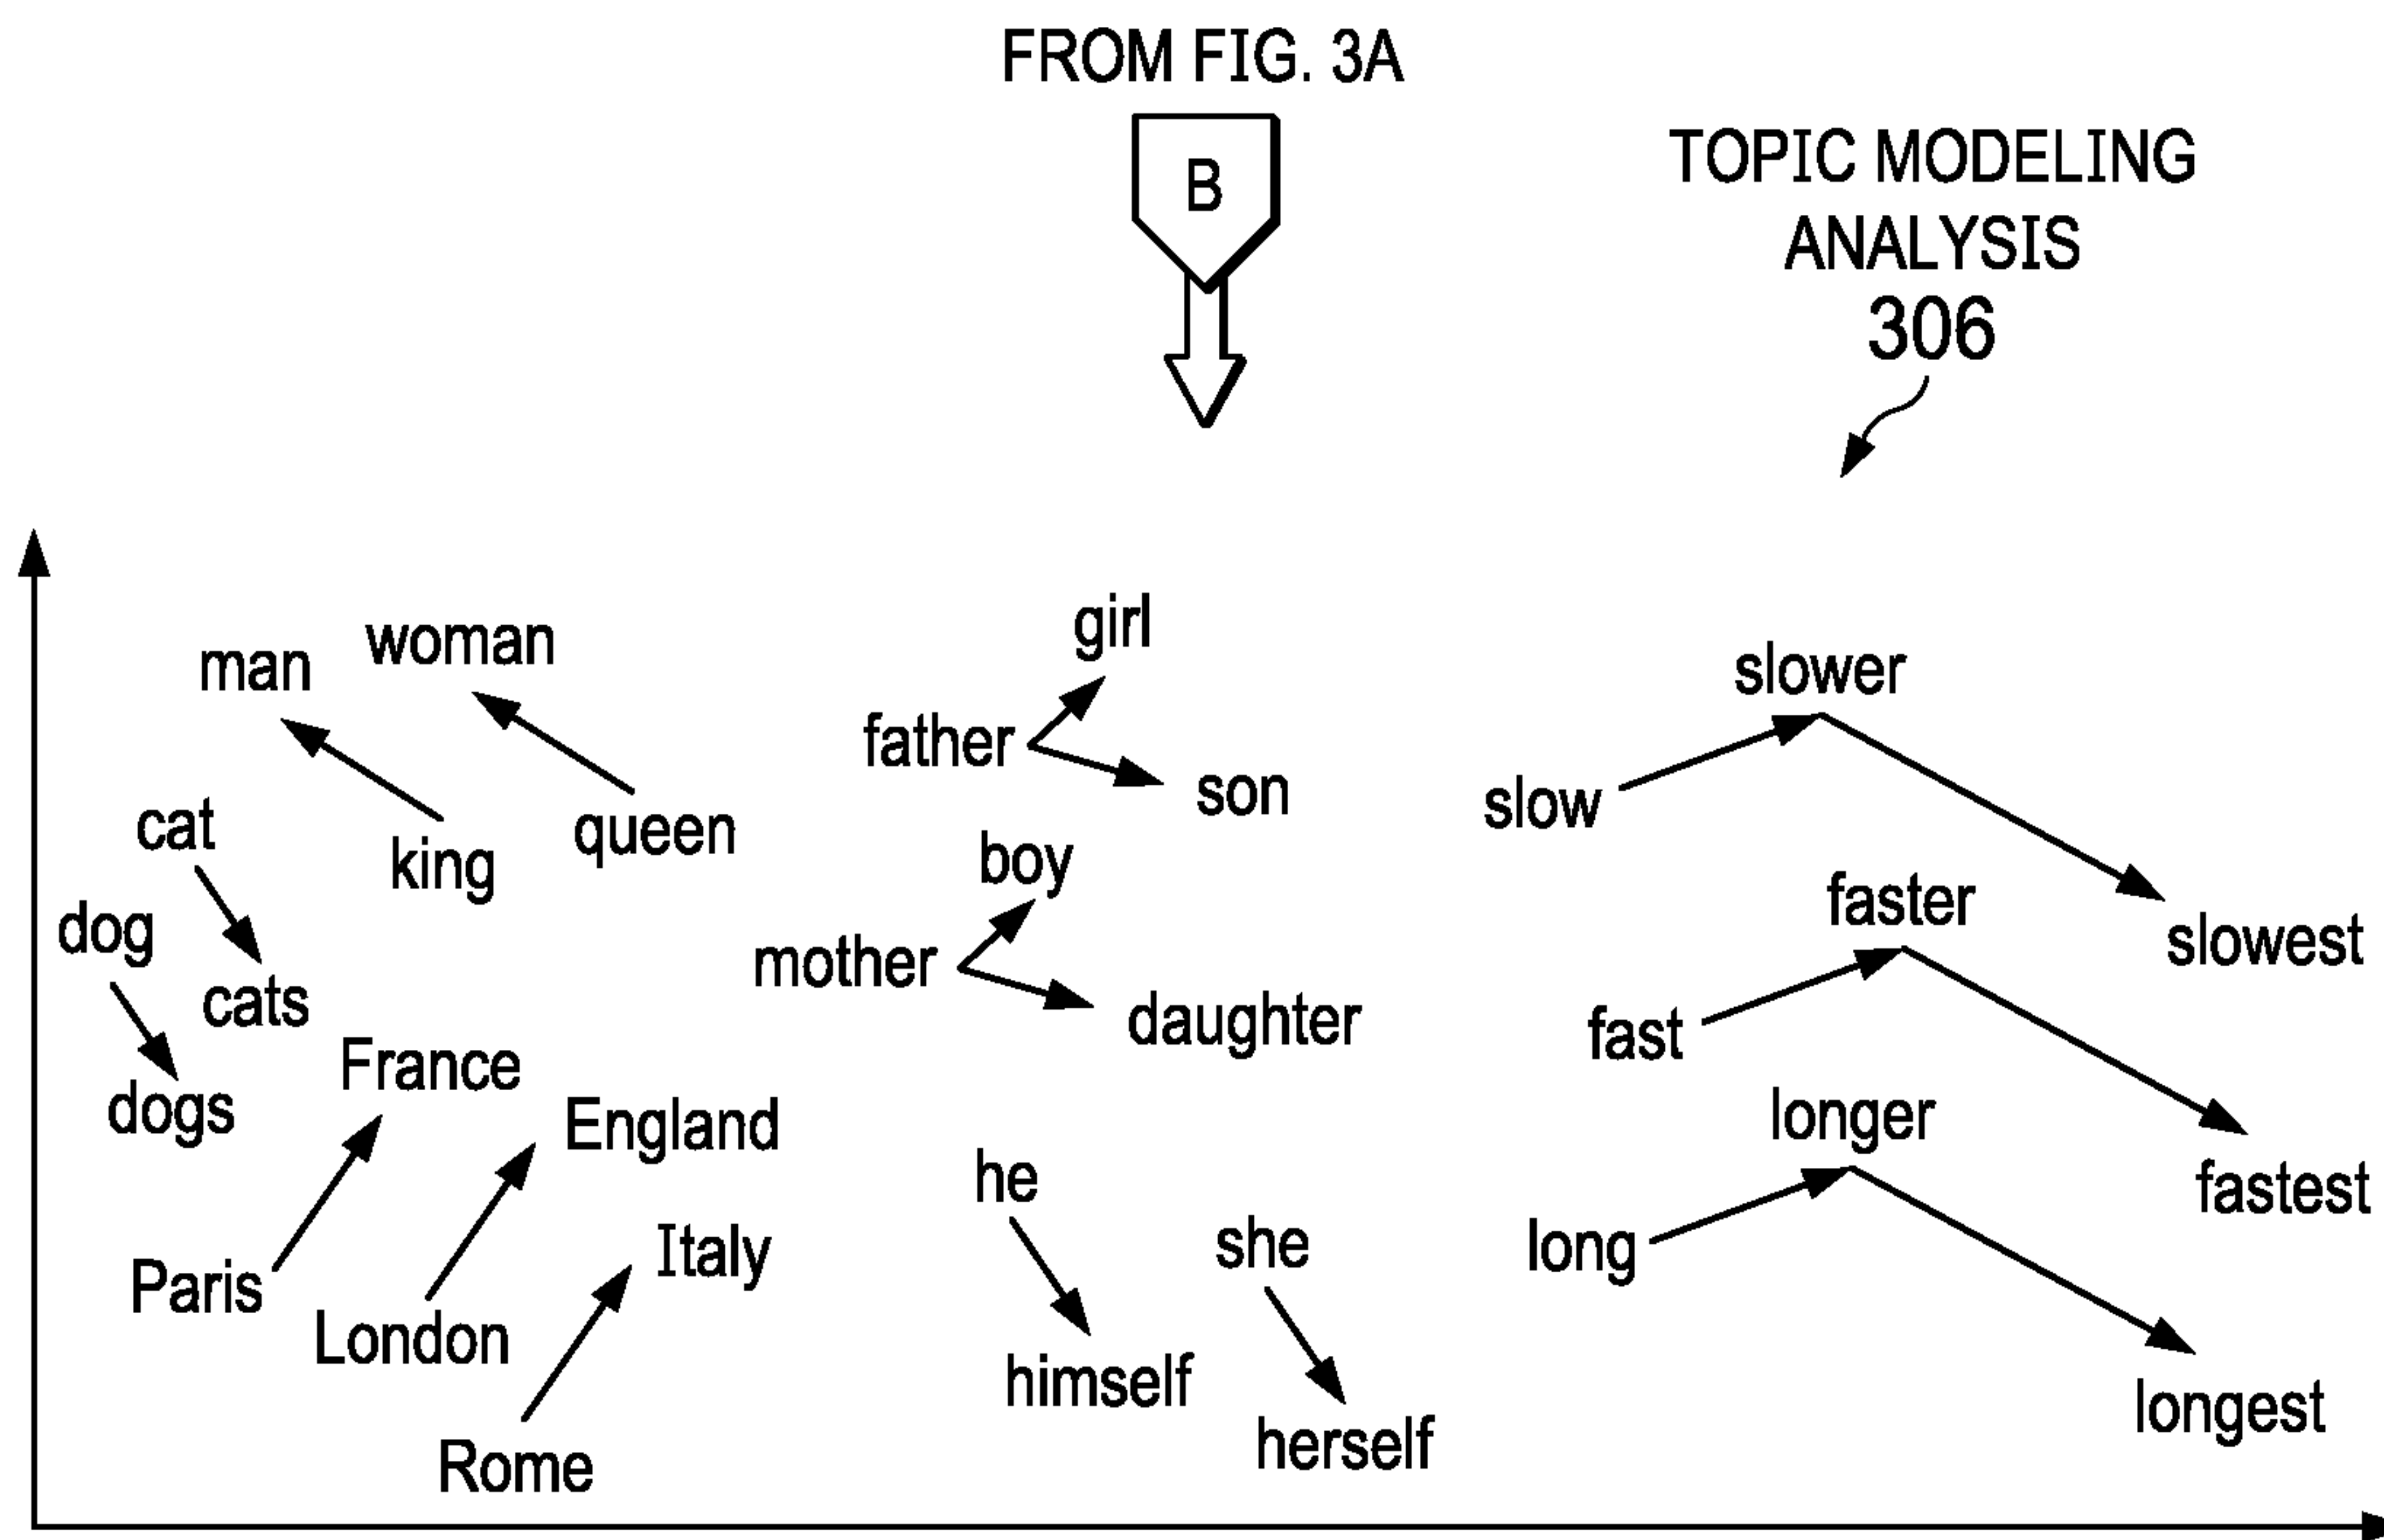 FROM FIG. 3A
B
TOPIC MODELING
ANALYSIS
306
man
woman
king
queen
cat
cats
dog
dogs
France
England
Italy
Paris
London
Rome
girl
father
son
boy
mother
daughter
he
himself
she
herself
slower
slow
slowest
faster
fast
fastest
longer
long
longest